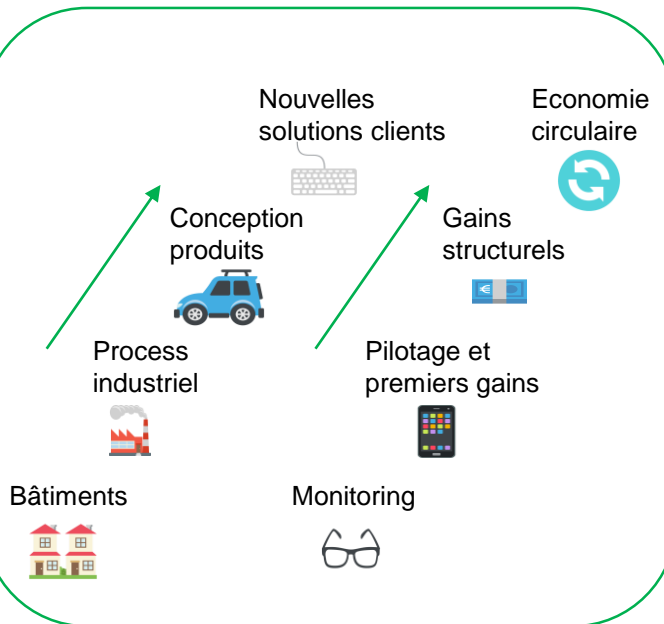 Nouvelles
solutions clients
Economie
circulaire
Conception
produits
Gains
structurels
Process
industriel
Pilotage et
premiers gains
Bâtiments
Monitoring